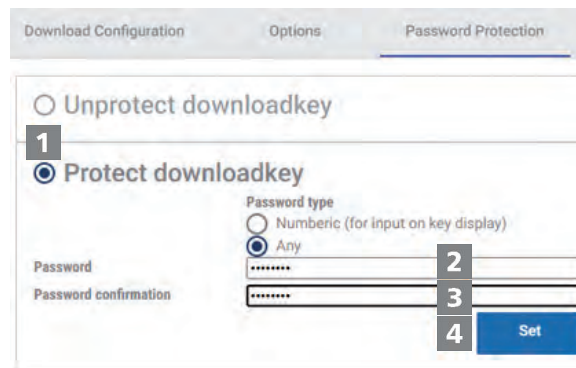 Download Configuration Options Password Protection
Unprotect downloadkey
1
Protect downloadkey
Password type
Numberic (for input on key display)
Any
Password ******** 2
Password confirmation ******** 3
4 Set